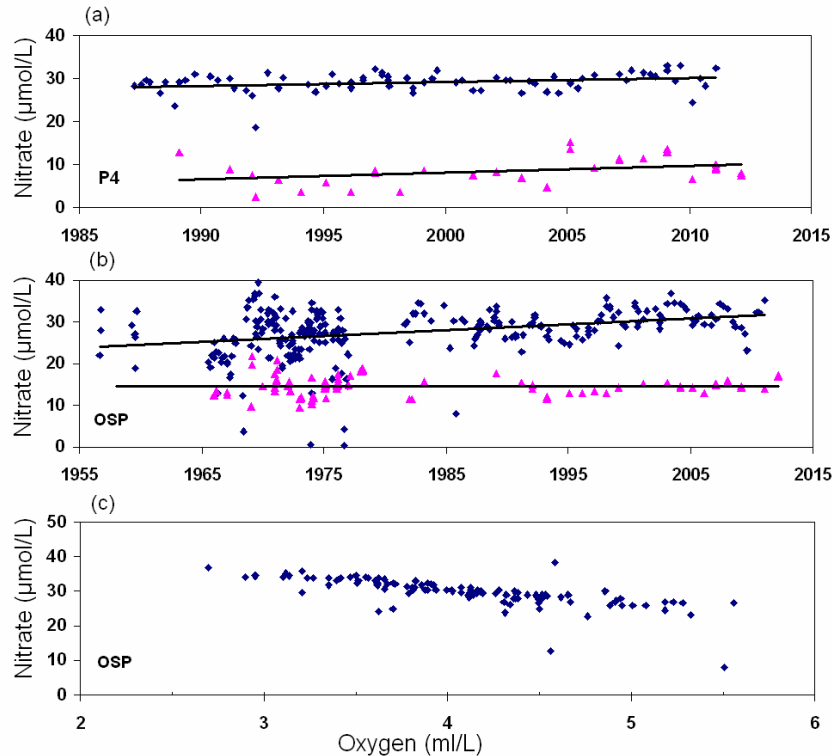 (a)
Nitrate (µmol/L)
40
30
20
10
0
P4
1985 1990 1995 2000 2005 2010 2015
(b)
Nitrate (µmol/L)
40
30
20
10
0
OSP
1955 1965 1975 1985 1995 2005 2015
(c)
Nitrate (µmol/L)
50
40
30
20
10
0
OSP
2 3 4 5 6
Oxygen (ml/L)